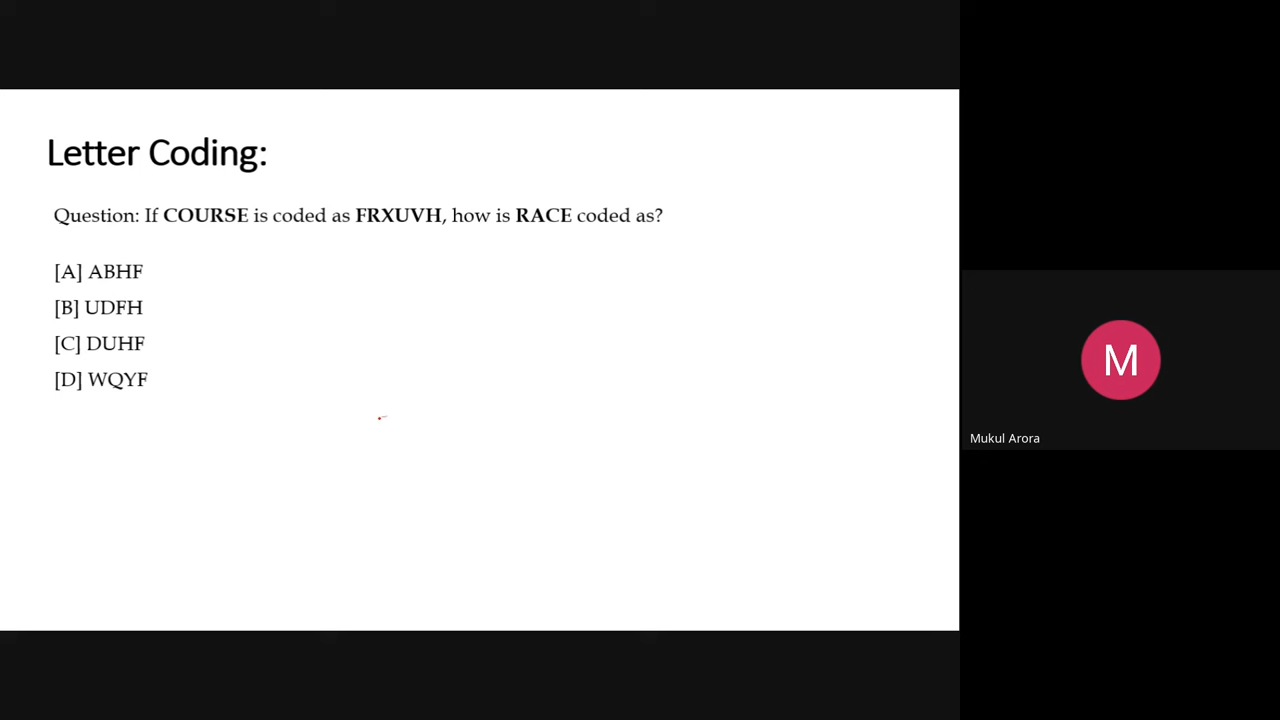 Letter Coding:
Question: If COURSE is coded as FRXUVH, how is RACE coded as?
[A] ABHF
[B] UDFH
[C] DUHF
[D] WQYF
M
Mukul Arora